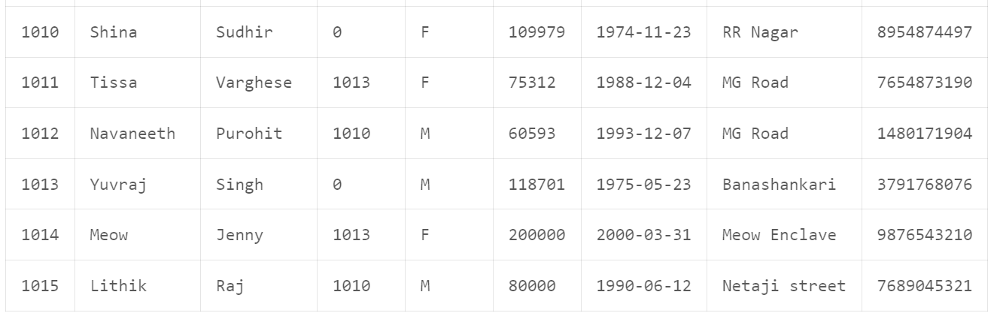 1010 Shina Sudhir 0 F 109979 1974-11-23 RR Nagar 8954874497
1011 Tissa Varghese 1013 F 75312 1988-12-04 MG Road 7654873190
1012 Navaneeth Purohit 1010 M 60593 1993-12-07 MG Road 1480171904
1013 Yuvraj Singh 0 M 118701 1975-05-23 Banashankari 3791768076
1014 Meow Jenny 1013 F 200000 2000-03-31 Meow Enclave 9876543210
1015 Lithik Raj 1010 M 80000 1990-06-12 Netaji street 7689045321